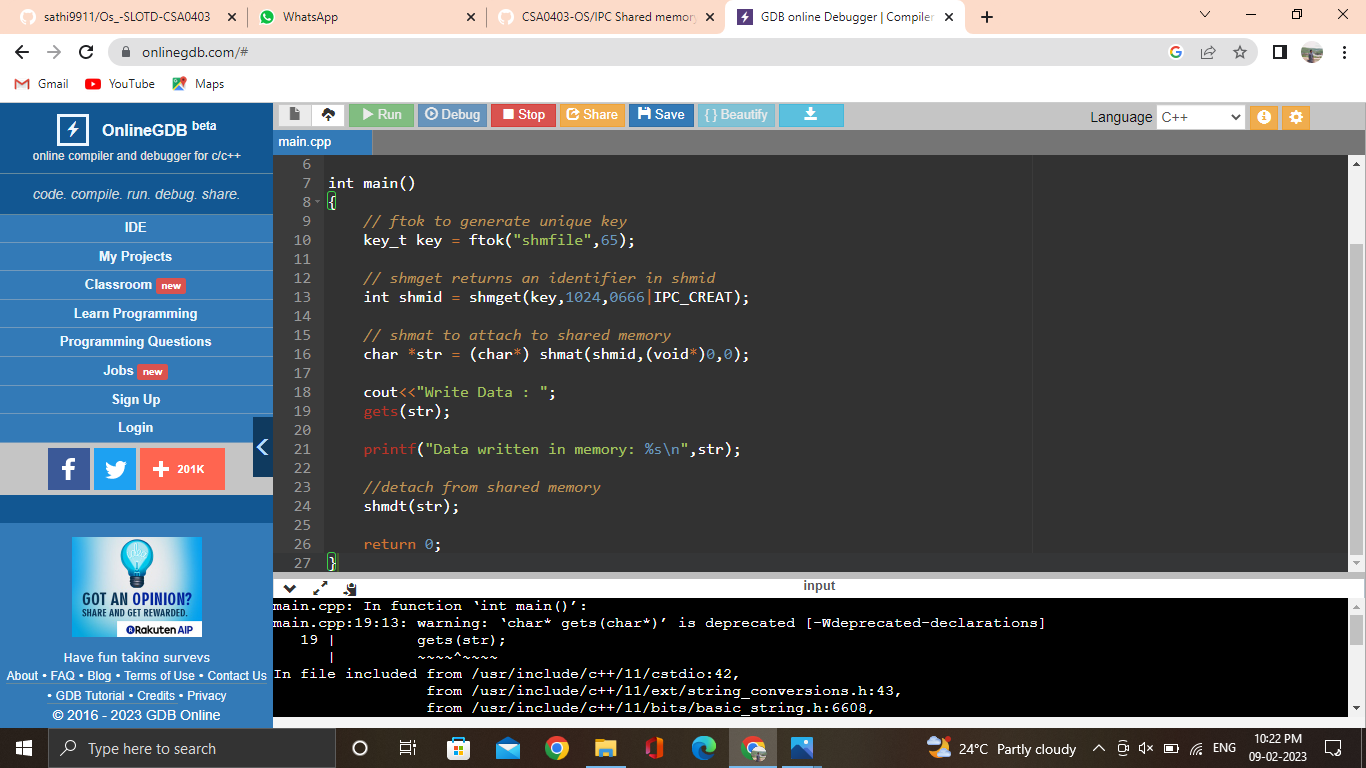 sathi9911/Os_-SLOTD-CSA0403
WhatsApp
CSA0403-OS/IPC Shared memory
GDB online Debugger | Compiler
onlinegdb.com/#
Gmail YouTube Maps
OnlineGDB beta
online compiler and debugger for c/c++
code. compile. run. debug. share.
IDE
My Projects
Classroom new
Learn Programming
Programming Questions
Jobs new
Sign Up
Login
f + 201K
GOT AN OPINION?
SHARE AND GET REWARDED.
Rakuten AIP
Have fun taking surveys
About • FAQ • Blog • Terms of Use • Contact Us
• GDB Tutorial • Credits • Privacy
© 2016 - 2023 GDB Online
Run Debug Stop Share Save {} Beautify
Language C++
main.cpp
6
7 int main()
8 {
9 // ftok to generate unique key
10 key_t key = ftok("shmfile",65);
11
12 // shmget returns an identifier in shmid
13 int shmid = shmget(key,1024,0666|IPC_CREAT);
14
15 // shmat to attach to shared memory
16 char *str = (char*) shmat(shmid,(void*)0,0);
17
18 cout<<"Write Data : ";
19 gets(str);
20
21 printf("Data written in memory: %s\n",str);
22
23 //detach from shared memory
24 shmdt(str);
25
26 return 0;
27 }
input
main.cpp: In function ‘int main()’:
main.cpp:19:13: warning: ‘char* gets(char*)’ is deprecated [-Wdeprecated-declarations]
19 | gets(str);
| ~~~~^~~~~
In file included from /usr/include/c++/11/cstdio:42,
from /usr/include/c++/11/ext/string_conversions.h:43,
from /usr/include/c++/11/bits/basic_string.h:6608,
Type here to search
24°C Partly cloudy
ENG
10:22 PM
09-02-2023